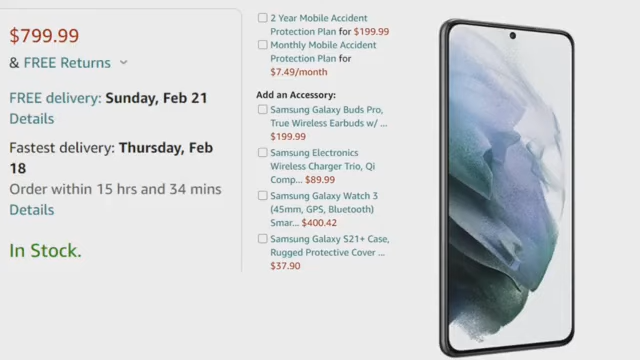 $799.99
& FREE Returns
FREE delivery: Sunday, Feb 21
Details
Fastest delivery: Thursday, Feb
18
Order within 15 hrs and 34 mins
Details
In Stock.
2 Year Mobile Accident
Protection Plan for $199.99
Monthly Mobile Accident
Protection Plan for
$7.49/month
Add an Accessory:
Samsung Galaxy Buds Pro,
True Wireless Earbuds w/ ...
$199.99
Samsung Electronics
Wireless Charger Trio, Qi
Comp... $89.99
Samsung Galaxy Watch 3
(45mm, GPS, Bluetooth)
Smar... $400.42
Samsung Galaxy S21+ Case,
Rugged Protective Cover ...
$37.90